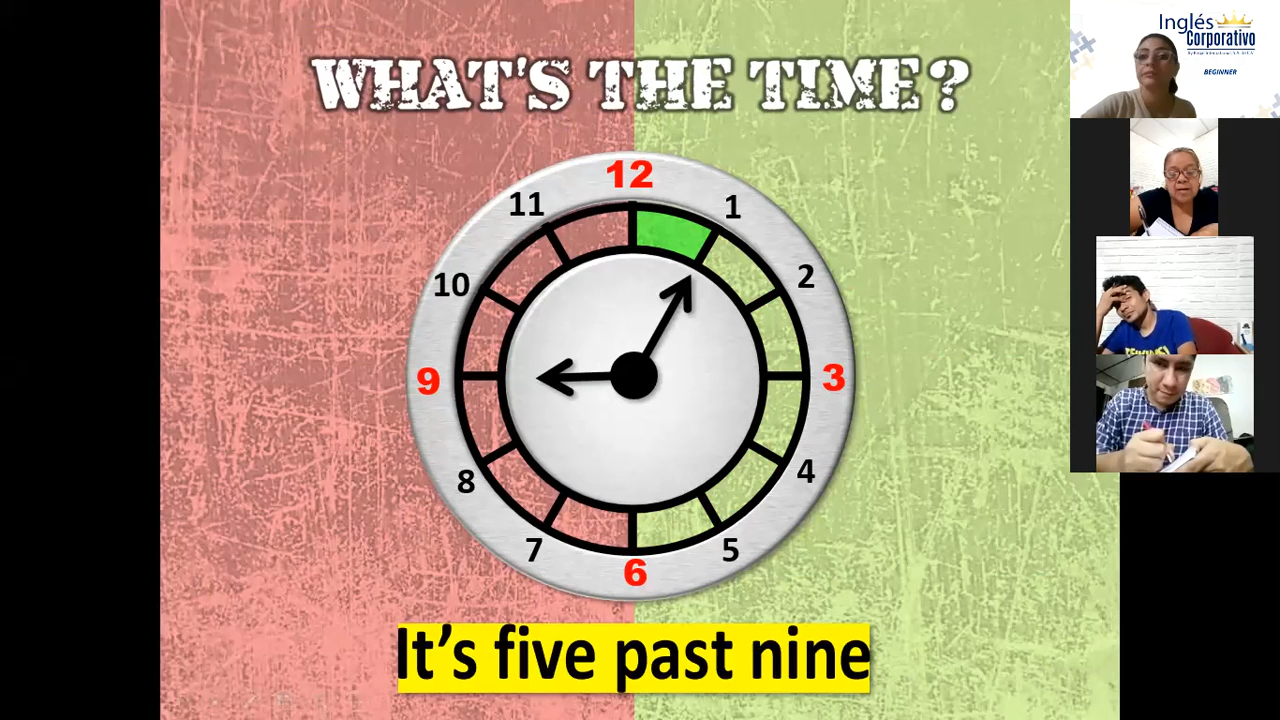 WHAT'S THE TIME?
12
11
1
10
2
9
3
8
4
7
5
6
It's five past nine
Inglés
Corporativo
BEGINNER